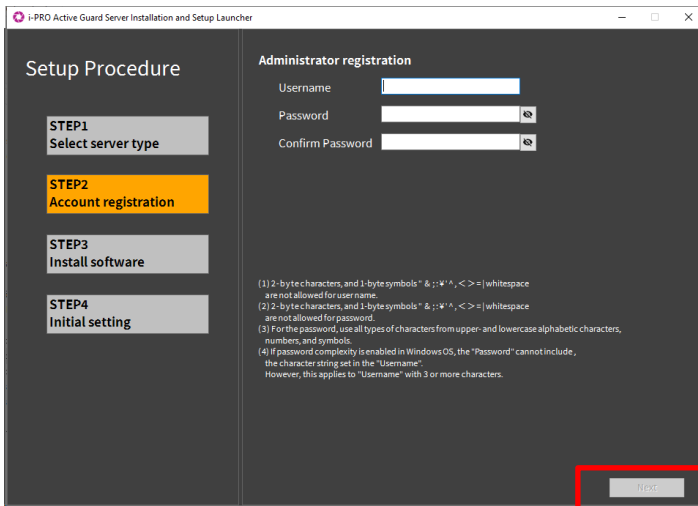 i-PRO Active Guard Server Installation and Setup Launcher
Setup Procedure
STEP1
Select server type
STEP2
Account registration
STEP3
Install software
STEP4
Initial setting
Administrator registration
Username
Password
Confirm Password
(1) 2-byte characters, and 1-byte symbols " & ; : ¥ ' ^ , < > = | whitespace
are not allowed for user name.
(2) 2-byte characters, and 1-byte symbols " & ; : ¥ ' ^ , < > = | whitespace
are not allowed for password.
(3) For the password, use all types of characters from upper- and lowercase alphabetic characters,
numbers, and symbols.
(4) If password complexity is enabled in Windows OS, the "Password" cannot include ,
the character string set in the "Username".
However, this applies to "Username" with 3 or more characters.
Next